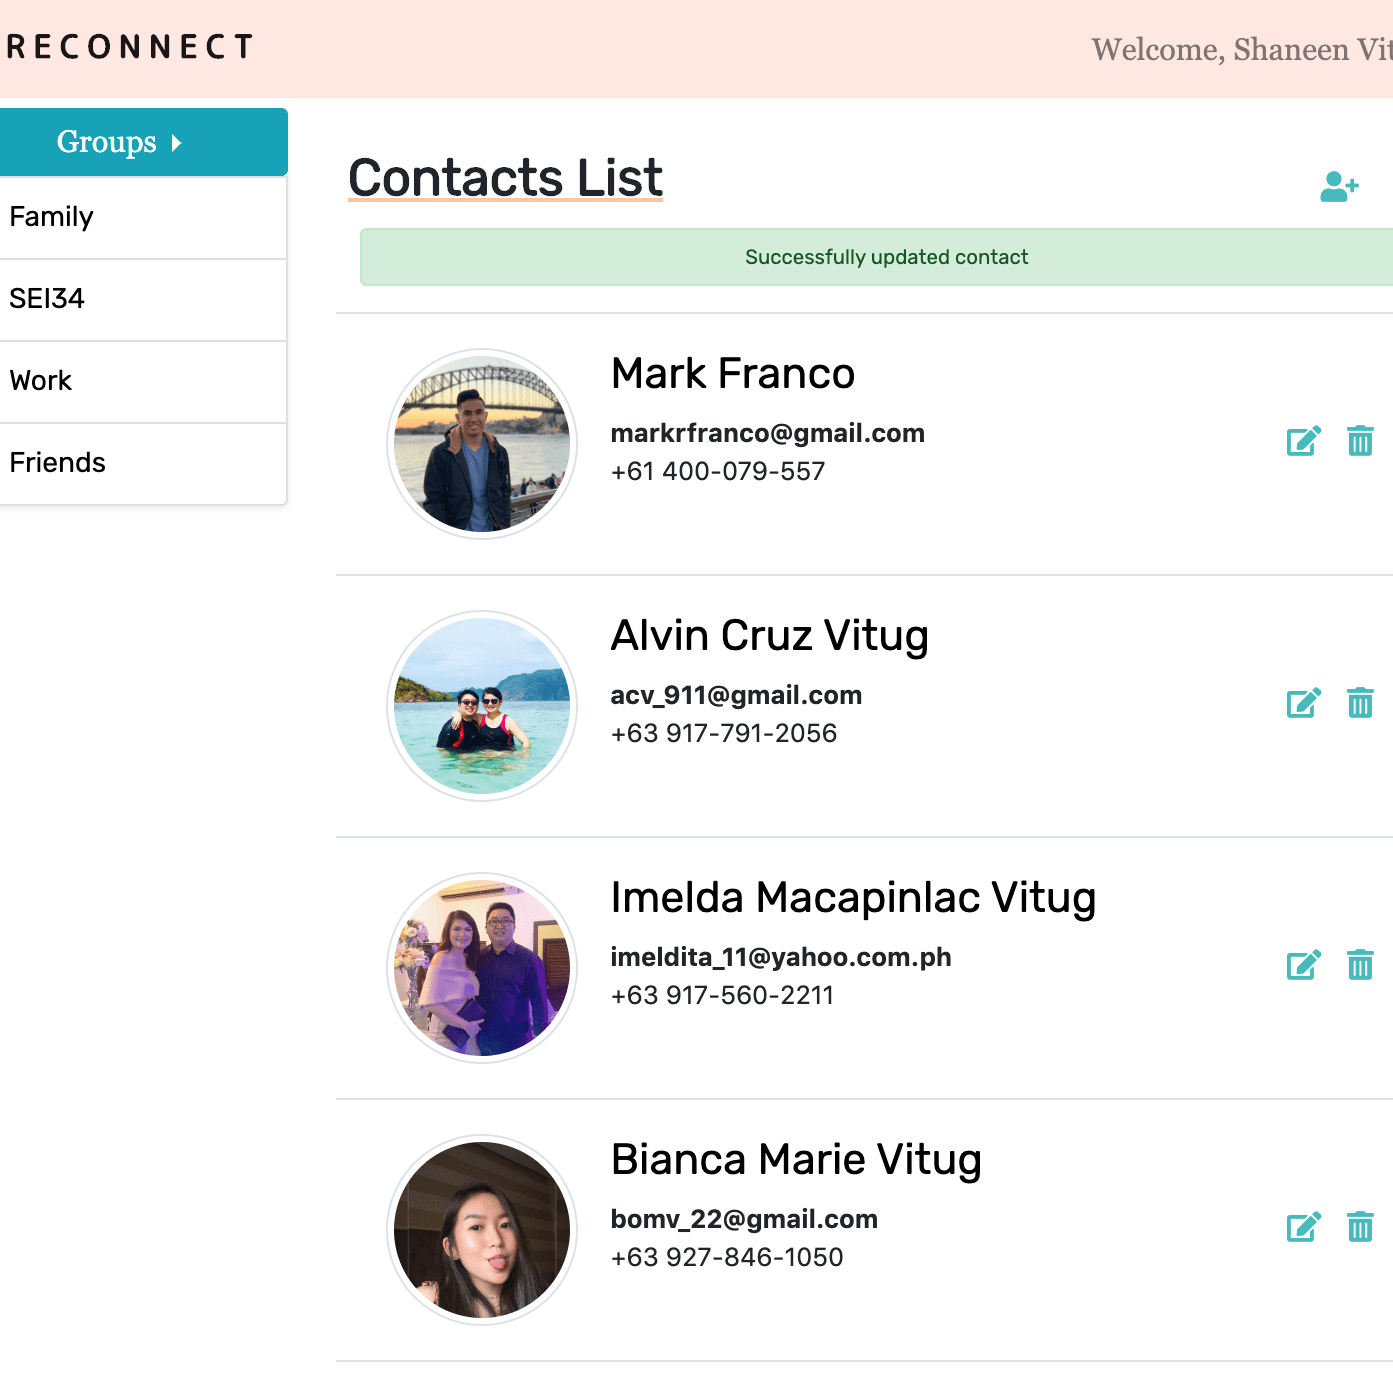 RECONNECT
Welcome, Shaneen
Groups
Family
SEI34
Work
Friends
Contacts List
Successfully updated contact
Mark Franco
markrfranco@gmail.com
+61 400-079-557
Alvin Cruz Vitug
acv_911@gmail.com
+63 917-791-2056
Imelda Macapinlac Vitug
imeldita_11@yahoo.com.ph
+63 917-560-2211
Bianca Marie Vitug
bomv_22@gmail.com
+63 927-846-1050